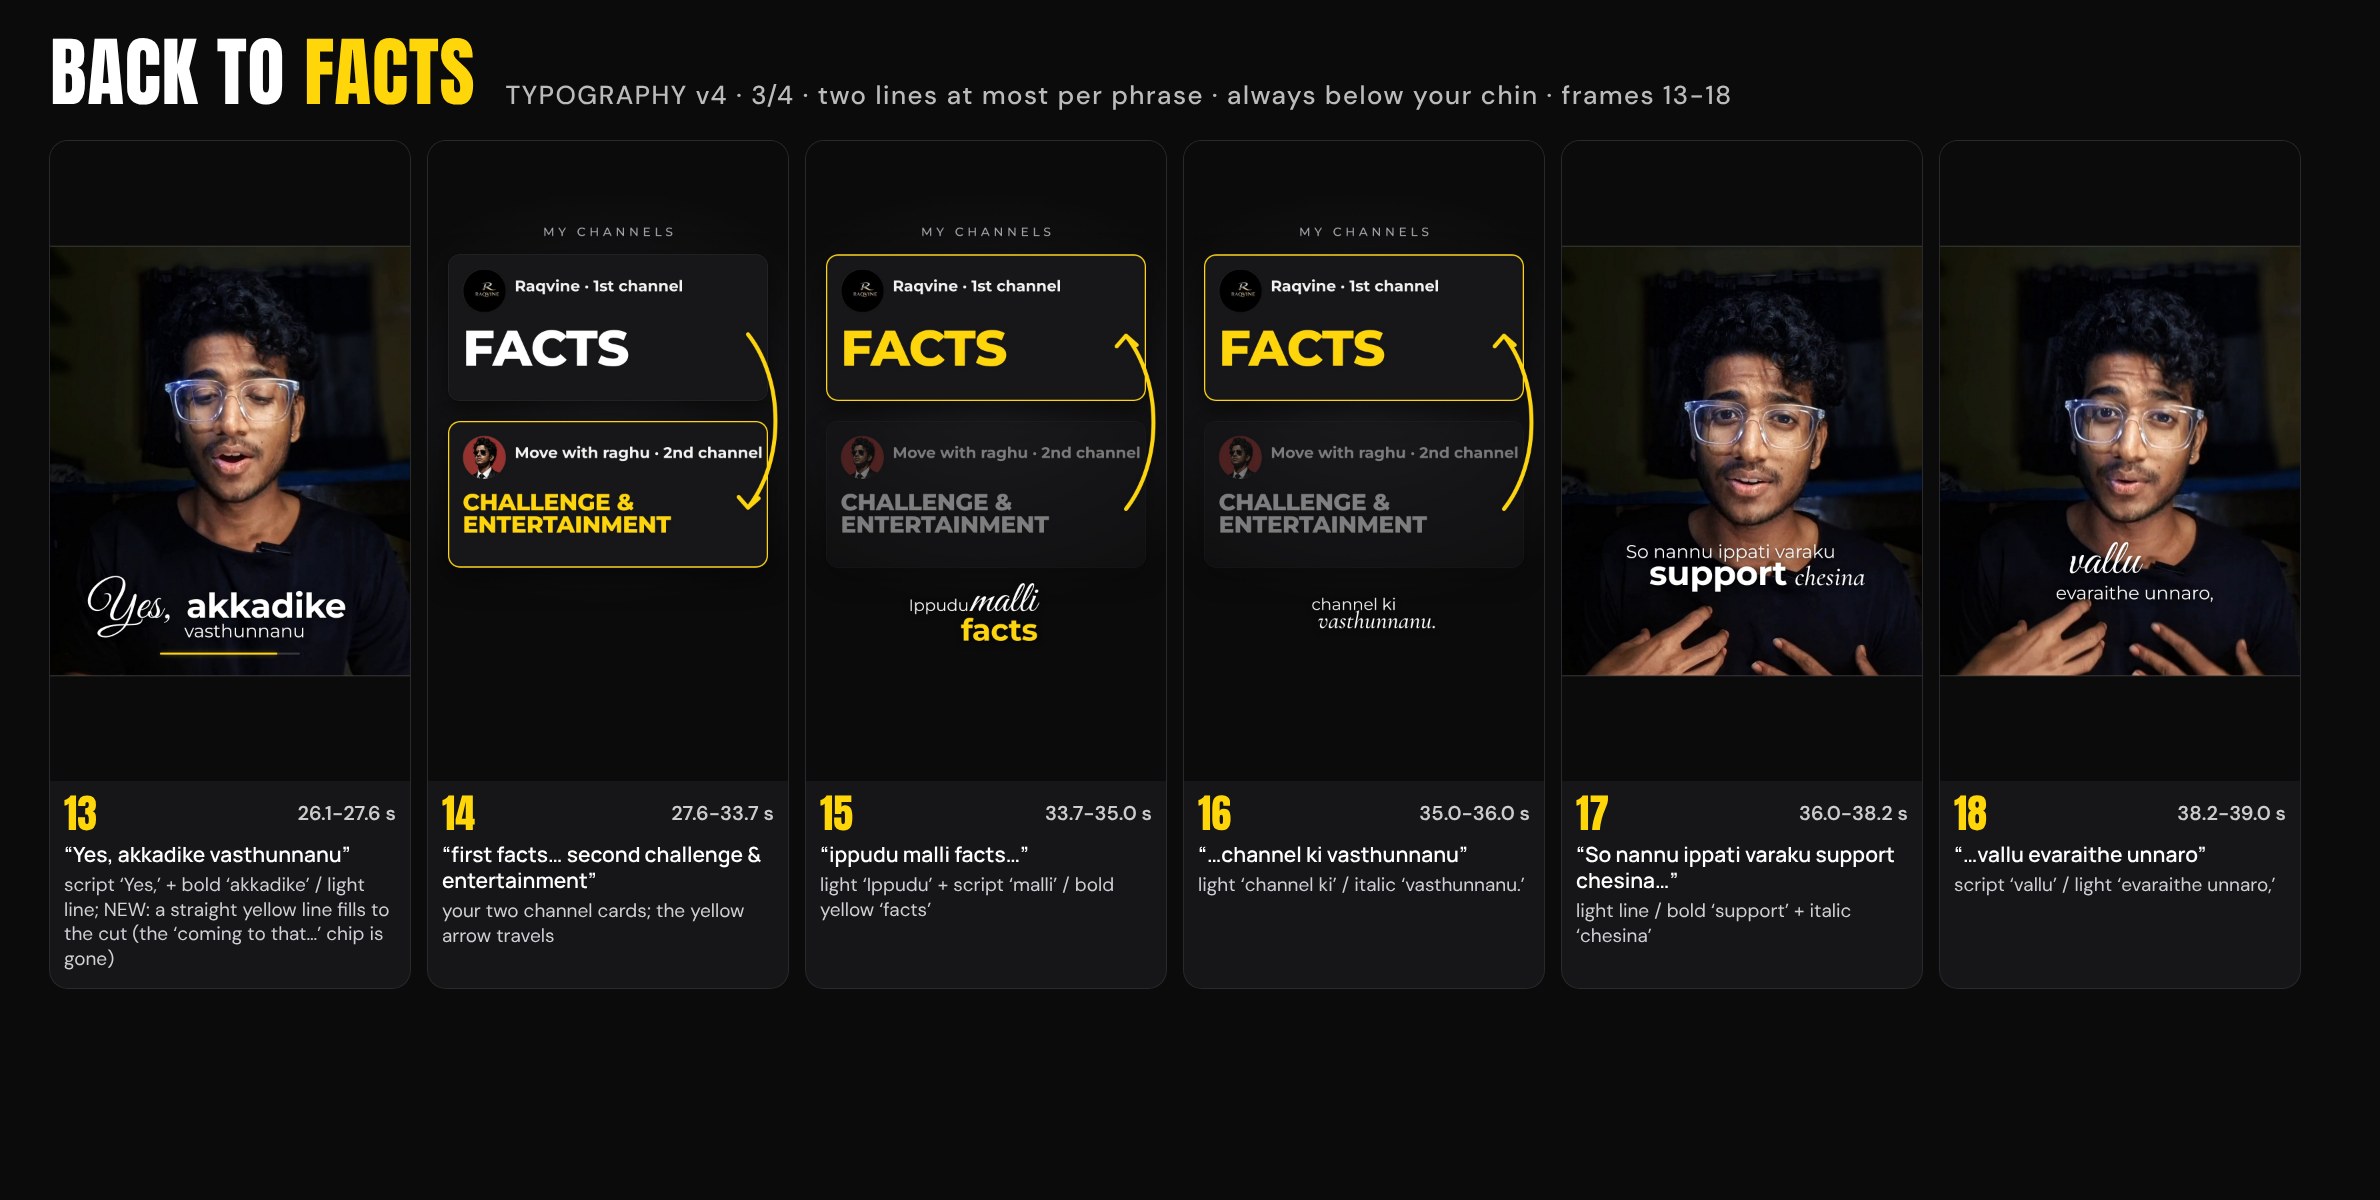 BACK TO FACTS
TYPOGRAPHY v4 · 3/4 · two lines at most per phrase · always below your chin · frames 13–18
Yes, akkadike
vasthunnanu
13
26.1–27.6 s
“Yes, akkadike vasthunnanu”
script ‘Yes,’ + bold ‘akkadike’ / light
line; NEW: a straight yellow line fills to
the cut (the ‘coming to that…’ chip is
gone)
MY CHANNELS
R
RAQVINE
Raqvine · 1st channel
FACTS
Move with raghu · 2nd channel
CHALLENGE &
ENTERTAINMENT
14
27.6–33.7 s
“first facts… second challenge &
entertainment”
your two channel cards; the yellow
arrow travels
MY CHANNELS
R
RAQVINE
Raqvine · 1st channel
FACTS
Move with raghu · 2nd channel
CHALLENGE &
ENTERTAINMENT
Ippudu malli
facts
15
33.7–35.0 s
“ippudu malli facts…”
light ‘Ippudu’ + script ‘malli’ / bold
yellow ‘facts’
MY CHANNELS
R
RAQVINE
Raqvine · 1st channel
FACTS
Move with raghu · 2nd channel
CHALLENGE &
ENTERTAINMENT
channel ki
vasthunnanu.
16
35.0–36.0 s
“…channel ki vasthunnanu”
light ‘channel ki’ / italic ‘vasthunnanu.’
So nannu ippati varaku
support chesina
17
36.0–38.2 s
“So nannu ippati varaku support
chesina…”
light line / bold ‘support’ + italic
‘chesina’
vallu
evaraithe unnaro,
18
38.2–39.0 s
“…vallu evaraithe unnaro”
script ‘vallu’ / light ‘evaraithe unnaro,’